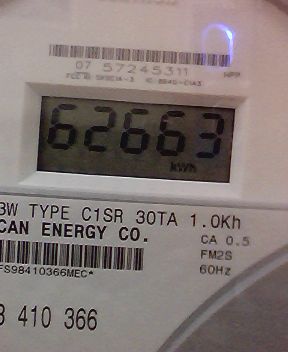 07 57245311
62663
kWh
3W TYPE C1SR 30TA 1.0Kh
CAN ENERGY CO.
CA 0.5
FM2S
60Hz
FS98410366MEC*
8 410 366